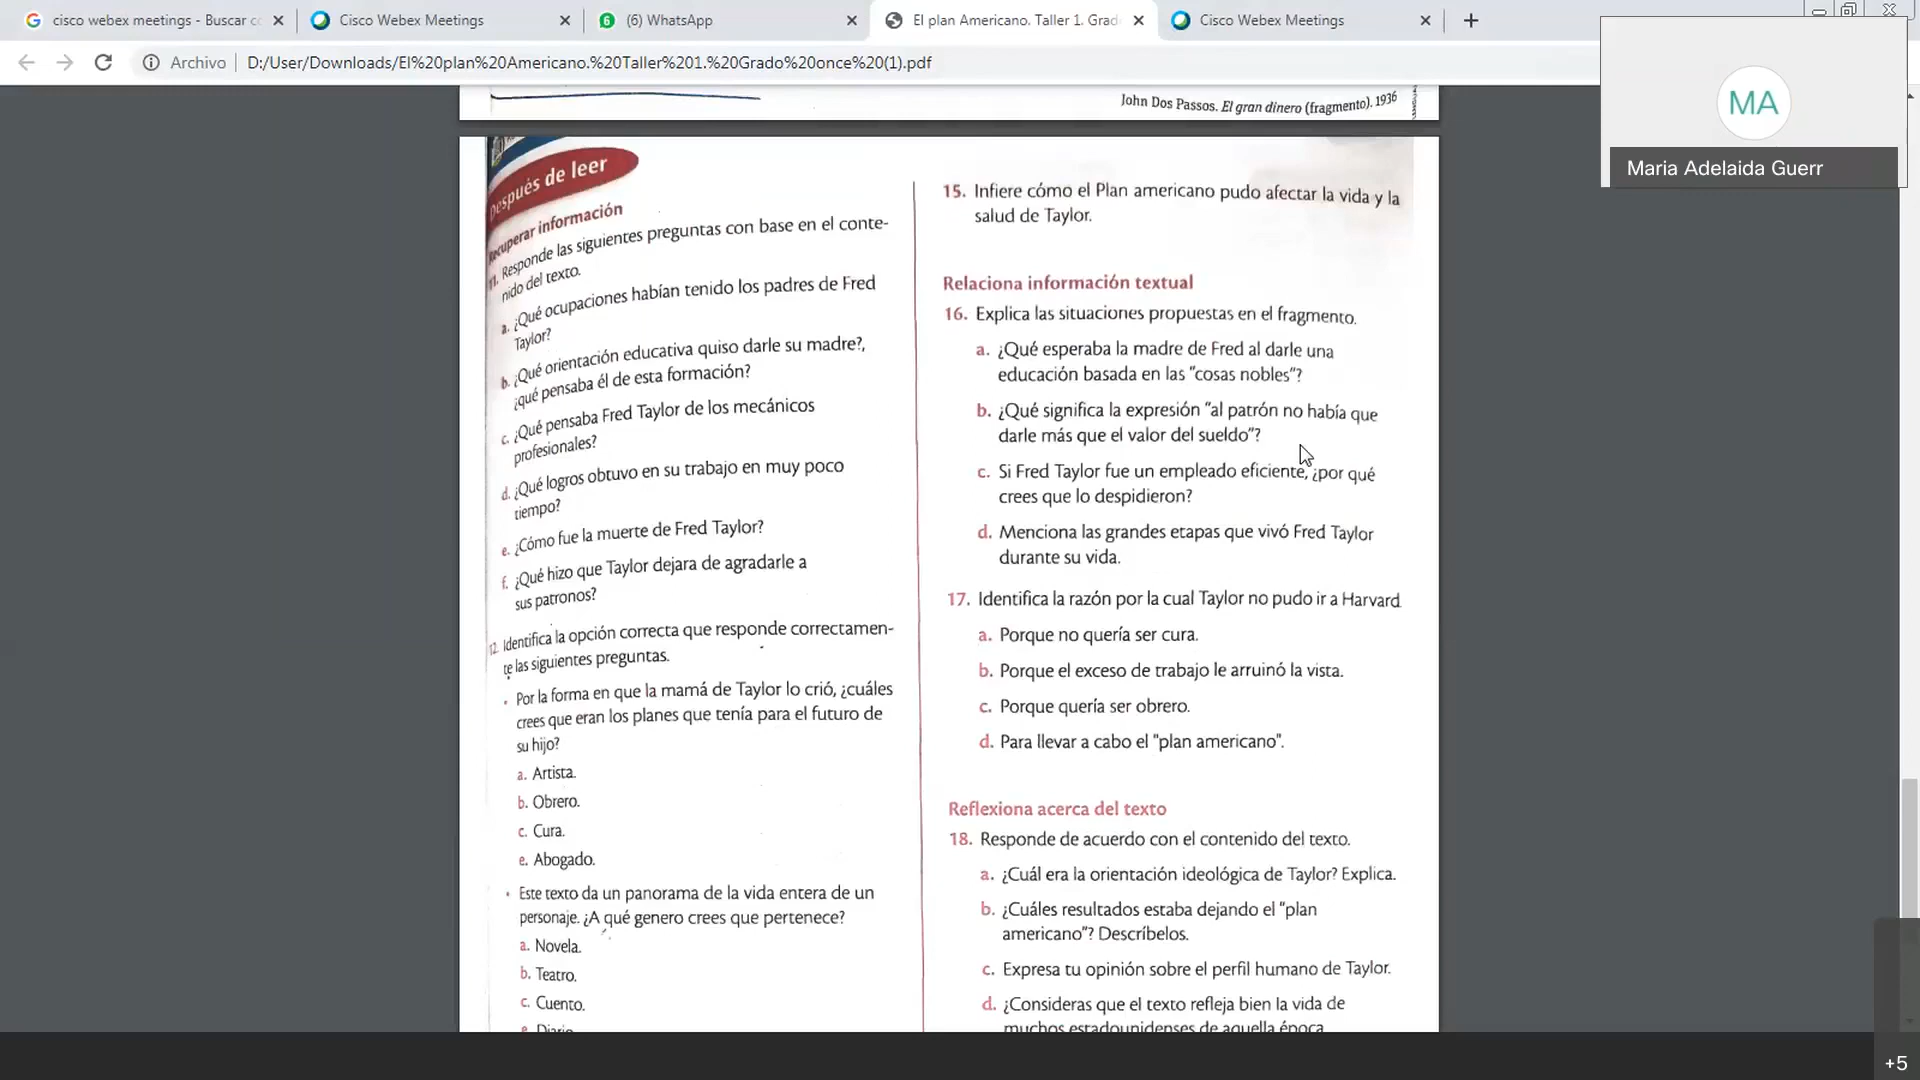 cisco webex meetings - Buscar c
Cisco Webex Meetings
(6) WhatsApp
El plan Americano. Taller 1. Grad
Cisco Webex Meetings
Archivo
D:/User/Downloads/El%20plan%20Americano.%20Taller%201.%20Grado%20once%20(1).pdf
MA
Maria Adelaida Guerr
John Dos Passos. El gran dinero (fragmento). 1936
Después de leer
Recuperar información
11. Responde las siguientes preguntas con base en el conte-
nido del texto.
a. ¿Qué ocupaciones habían tenido los padres de Fred
Taylor?
b. ¿Qué orientación educativa quiso darle su madre?,
¿qué pensaba él de esta formación?
c. ¿Qué pensaba Fred Taylor de los mecánicos
profesionales?
d. ¿Qué logros obtuvo en su trabajo en muy poco
tiempo?
e. ¿Cómo fue la muerte de Fred Taylor?
f. ¿Qué hizo que Taylor dejara de agradarle a
sus patronos?
12. Identifica la opción correcta que responde correctamen-
te las siguientes preguntas.
• Por la forma en que la mamá de Taylor lo crió, ¿cuáles
crees que eran los planes que tenía para el futuro de
su hijo?
a. Artista.
b. Obrero.
c. Cura.
e. Abogado.
• Este texto da un panorama de la vida entera de un
personaje. ¿A qué genero crees que pertenece?
a. Novela.
b. Teatro.
c. Cuento.
e. Diario.
15. Infiere cómo el Plan americano pudo afectar la vida y la
salud de Taylor.
Relaciona información textual
16. Explica las situaciones propuestas en el fragmento.
a. ¿Qué esperaba la madre de Fred al darle una
educación basada en las "cosas nobles"?
b. ¿Qué significa la expresión "al patrón no había que
darle más que el valor del sueldo"?
c. Si Fred Taylor fue un empleado eficiente, ¿por qué
crees que lo despidieron?
d. Menciona las grandes etapas que vivó Fred Taylor
durante su vida.
17. Identifica la razón por la cual Taylor no pudo ir a Harvard
a. Porque no quería ser cura.
b. Porque el exceso de trabajo le arruinó la vista.
c. Porque quería ser obrero.
d. Para llevar a cabo el "plan americano".
Reflexiona acerca del texto
18. Responde de acuerdo con el contenido del texto.
a. ¿Cuál era la orientación ideológica de Taylor? Explica.
b. ¿Cuáles resultados estaba dejando el "plan
americano"? Descríbelos.
c. Expresa tu opinión sobre el perfil humano de Taylor.
d. ¿Consideras que el texto refleja bien la vida de
muchos estadounidenses de aquella época
+5